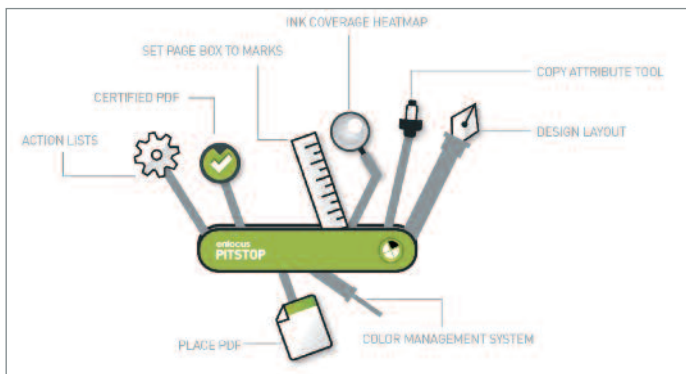 INK COVERAGE HEATMAP
SET PAGE BOX TO MARKS
COPY ATTRIBUTE TOOL
CERTIFIED PDF
DESIGN LAYOUT
ACTION LISTS
enfocus
PITSTOP
COLOR MANAGEMENT SYSTEM
PLACE PDF